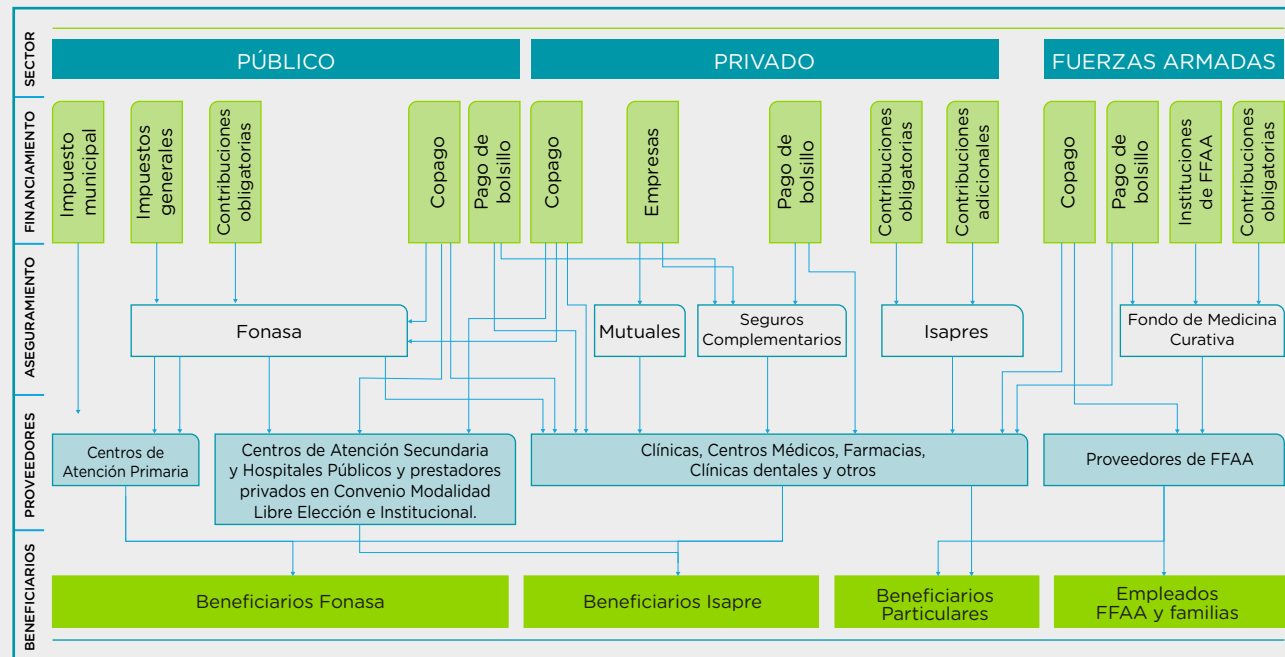 SECTOR
PÚBLICO
PRIVADO
FUERZAS ARMADAS
FINANCIAMIENTO
Impuesto
municipal
Impuestos
generales
Contribuciones
obligatorias
Copago
Pago de
bolsillo
Copago
Empresas
Pago de
bolsillo
Contribuciones
obligatorias
Contribuciones
adicionales
Copago
Pago de
bolsillo
Instituciones
de FFAA
Contribuciones
obligatorias
ASEGURAMIENTO
Fonasa
Mutuales
Seguros
Complementarios
Isapres
Fondo de Medicina
Curativa
PROVEEDORES
Centros de
Atención Primaria
Centros de Atención Secundaria
y Hospitales Públicos y prestadores
privados en Convenio Modalidad
Libre Elección e Institucional.
Clínicas, Centros Médicos, Farmacias,
Clínicas dentales y otros
Proveedores de FFAA
BENEFICIARIOS
Beneficiarios Fonasa
Beneficiarios Isapre
Beneficiarios
Particulares
Empleados
FFAA y familias